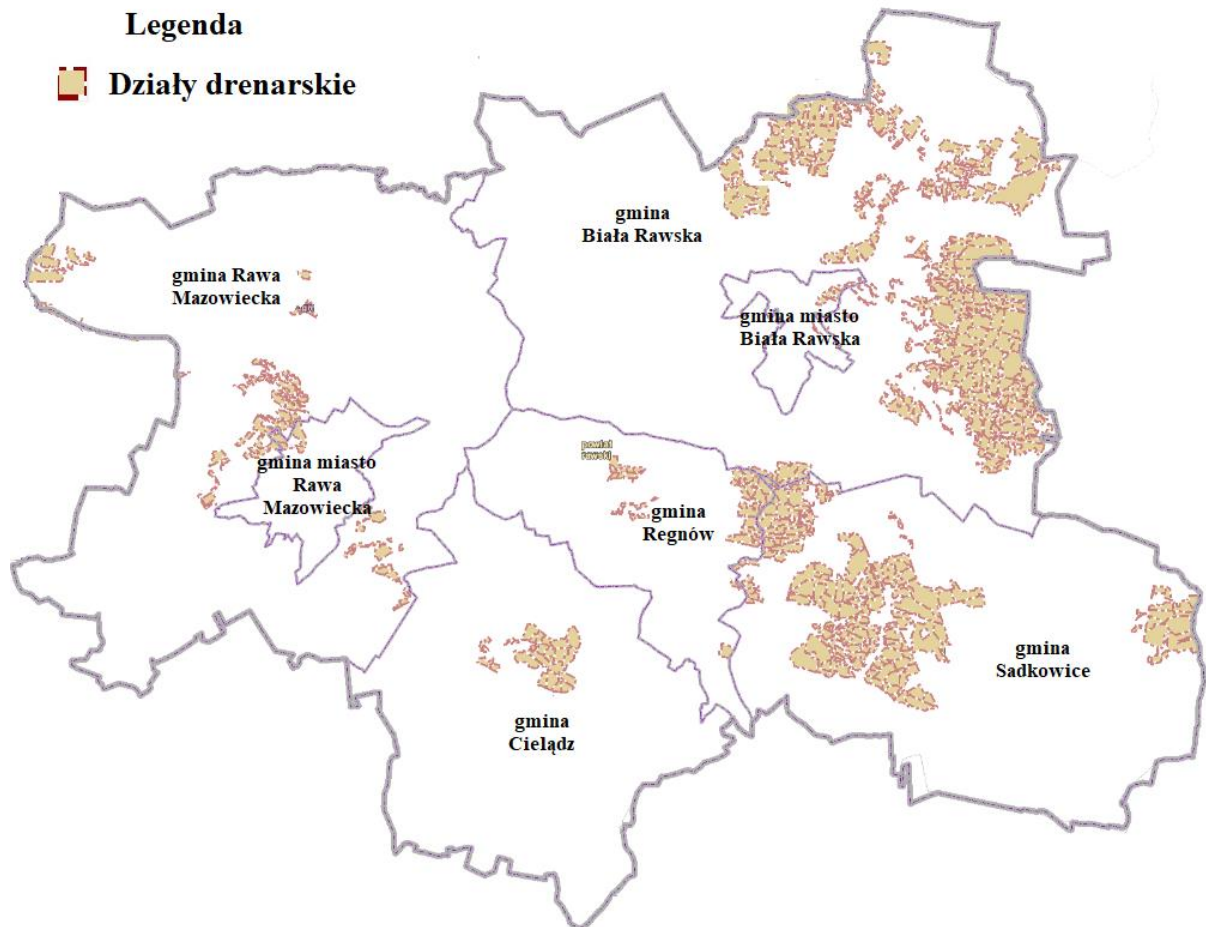 Legenda
Działy drenarskie
gmina
Biała Rawska
gmina Rawa
Mazowiecka
gmina miasto
Biała Rawska
powiat
rawski
gmina miasto
Rawa
Mazowiecka
gmina
Regnów
gmina
Sadkowice
gmina
Cielądz